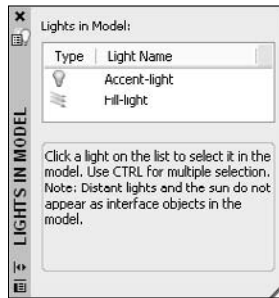 Lights in Model:
Type Light Name
Accent-light
Fill-light
Click a light on the list to select it in the
model. Use CTRL for multiple selection.
Note: Distant lights and the sun do not
appear as interface objects in the
model.
LIGHTS IN MODEL